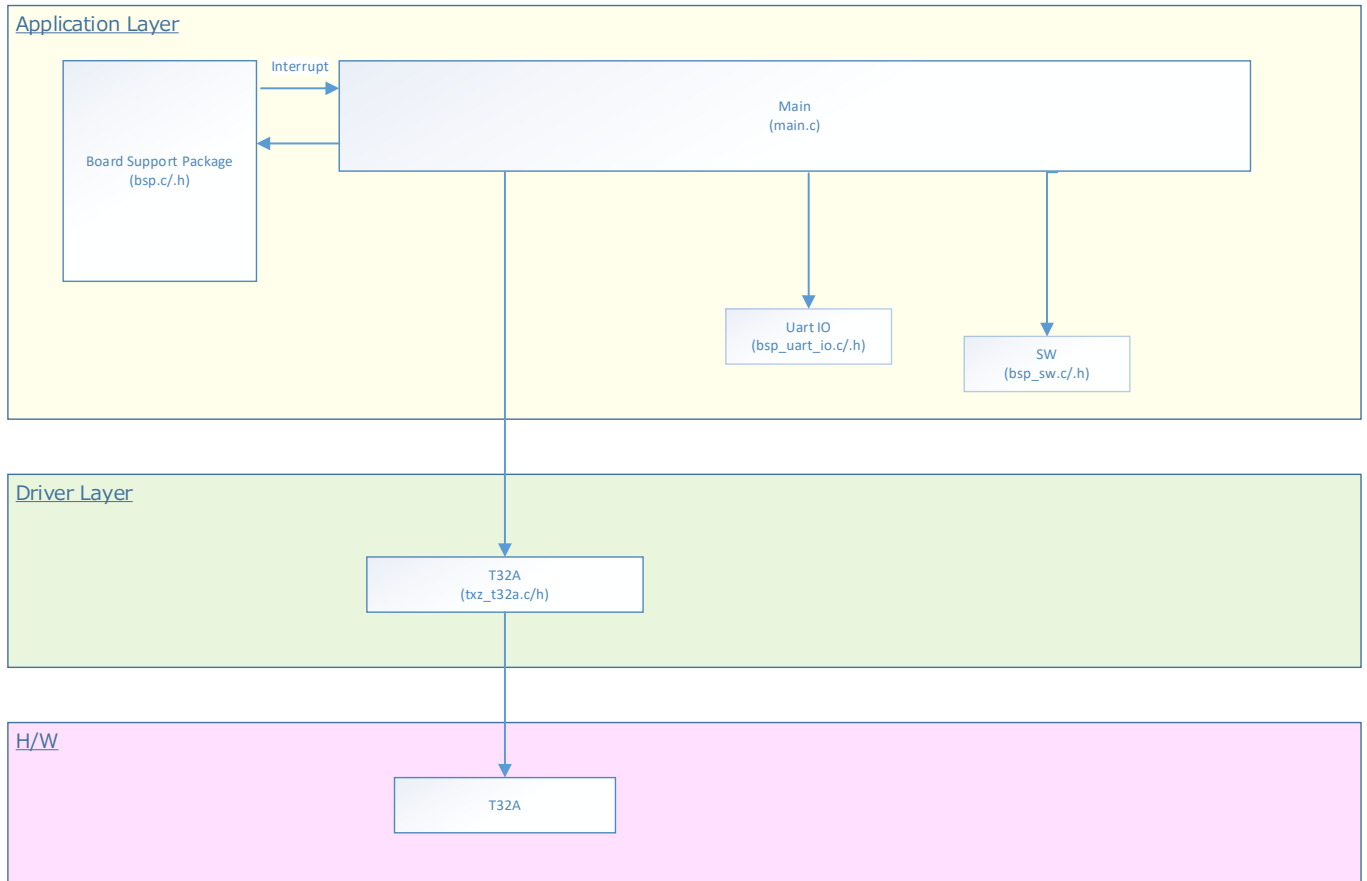 Application Layer
Interrupt
Main
(main.c)
Board Support Package
(bsp.c/.h)
Uart IO
(bsp_uart_io.c/.h)
SW
(bsp_sw.c/.h)
Driver Layer
T32A
(txz_t32a.c/h)
H/W
T32A